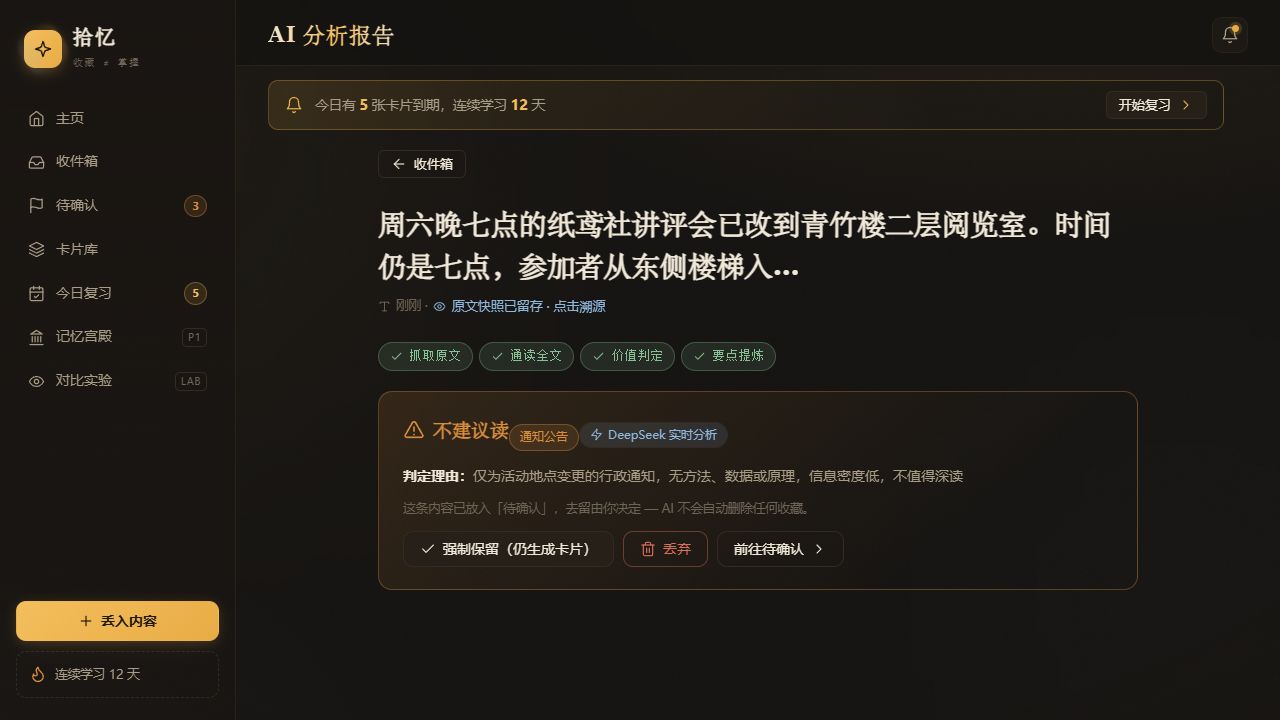 拾忆
收藏 ≠ 掌握
主页
收件箱
待确认
3
卡片库
今日复习
5
记忆宫殿
P1
对比实验
LAB
丢入内容
连续学习 12 天
AI 分析报告
今日有 5 张卡片到期，连续学习 12 天
开始复习
收件箱
周六晚七点的纸鸢社讲评会已改到青竹楼二层阅览室。时间
仍是七点，参加者从东侧楼梯入...
刚刚 · 原文快照已留存 · 点击溯源
抓取原文
通读全文
价值判定
要点提炼
不建议读
通知公告
DeepSeek 实时分析
判定理由：仅为活动地点变更的行政通知，无方法、数据或原理，信息密度低，不值得深读
这条内容已放入「待确认」，去留由你决定 — AI 不会自动删除任何收藏。
强制保留（仍生成卡片）
丢弃
前往待确认